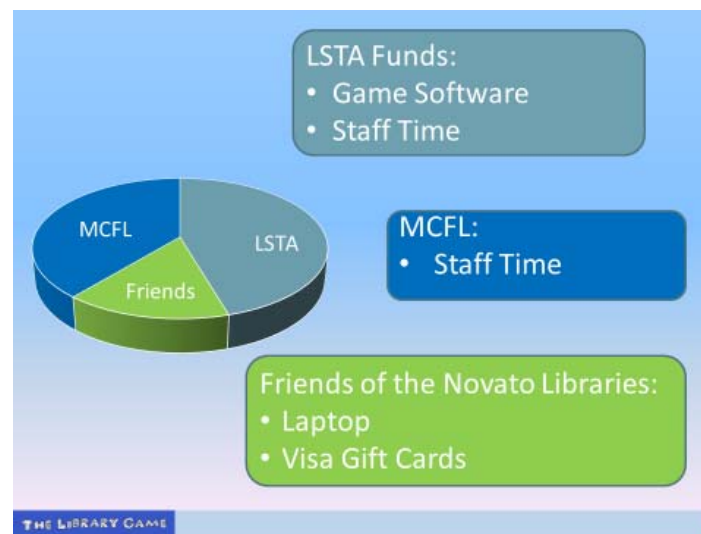 LSTA Funds:
• Game Software
• Staff Time
MCFL
LSTA
Friends
MCFL:
• Staff Time
Friends of the Novato Libraries:
• Laptop
• Visa Gift Cards
THE LIBRARY GAME